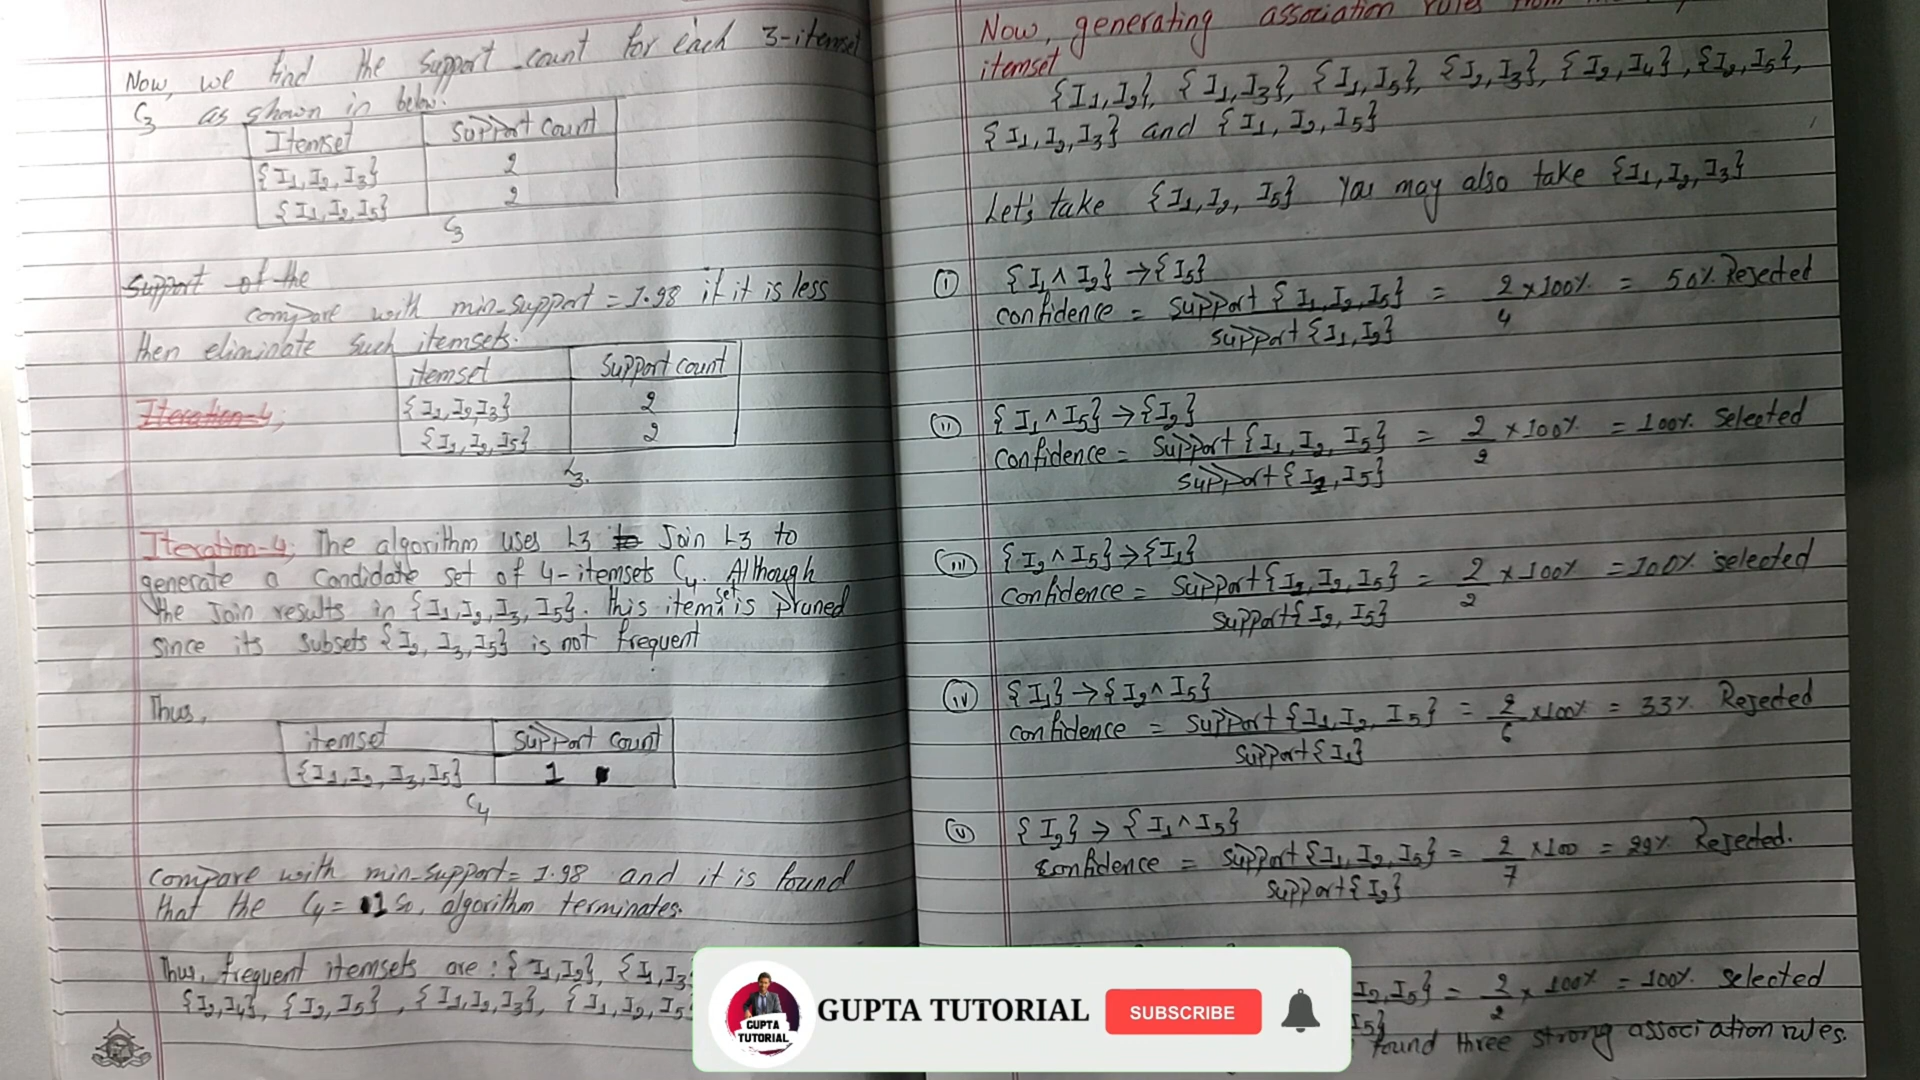 Now, we find the support count for each 3-itemset
C3 as shown in below.
Itemset support count
{I1, I2, I3} 2
{I1, I2, I5} 2
C3
Support of the
compare with min-support = 1.98 if it is less
then eliminate such itemsets.
itemset support count
{I1, I2, I3} 2
{I1, I2, I5} 2
L3.
Iteration-4;
Iteration-4; The algorithm uses L3 Join L3 to
generate a candidate set of 4-itemsets C4. Although
the Join results in {I1, I2, I3, I5}. this itemset is pruned
since its subsets {I2, I3, I5} is not frequent
Thus,
itemset support count
{I1, I2, I3, I5} 1
C4
compare with min-support = 1.98 and it is found
that the C4 = 1 so, algorithm terminates.
Thus, frequent itemsets are : {I1, I2}, {I1, I3
{I2, I4}, {I2, I5}, {I1, I2, I3}, {I1, I2, I5
Now, generating association rules from
itemset
{I1, I2}, {I1, I3}, {I1, I5}, {I2, I3}, {I2, I4}, {I2, I5},
{I1, I2, I3} and {I1, I2, I5}
Let's take {I1, I2, I5} You may also take {I1, I2, I3}
(i) {I1 ∧ I2} → {I5}
confidence = support {I1, I2, I5} = 2 × 100% = 50% Rejected
support {I1, I2} 4
(ii) {I1 ∧ I5} → {I2}
confidence = support {I1, I2, I5} = 2 × 100% = 100% selected
support {I1, I5} 2
(iii) {I2 ∧ I5} → {I1}
confidence = support {I1, I2, I5} = 2 × 100% = 100% selected
support {I2, I5} 2
(iv) {I1} → {I2 ∧ I5}
confidence = support {I1, I2, I5} = 2 × 100% = 33% Rejected
support {I1} 6
(v) {I2} → {I1 ∧ I5}
confidence = support {I1, I2, I5} = 2 × 100 = 29% Rejected.
support {I2} 7
I2, I5} = 2 × 100% = 100% selected
I5} 2
found three strong association rules.
GUPTA TUTORIAL
GUPTA TUTORIAL
SUBSCRIBE